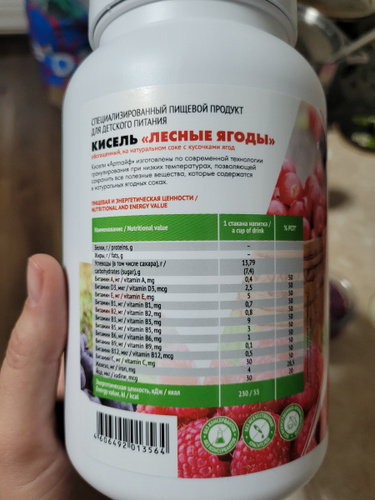 СПЕЦИАЛИЗИРОВАННЫЙ ПИЩЕВОЙ ПРОДУКТ
ДЛЯ ДЕТСКОГО ПИТАНИЯ
КИСЕЛЬ «ЛЕСНЫЕ ЯГОДЫ»
обогащенный, на натуральном соке с кусочками ягод
Кисели «Артлайф» изготовлены по современной технологии
гранулирования при низких температурах, позволяющей
сохранить все полезные вещества, которые содержатся
в натуральных ягодных соках.
ПИЩЕВАЯ И ЭНЕРГЕТИЧЕСКАЯ ЦЕННОСТЬ /
NUTRITIONAL AND ENERGY VALUE
Наименование / Nutritional value 1 стакана напитка / a cup of drink
Белки, г / proteins, g –
Жиры, г / fats, g –
Углеводы (в том числе сахара), г / 13,79
carbohydrates (sugar), g (7,4)
Витамин А, мг / vitamin A, mg 0,4 50
Витамин D3, мкг / vitamin D3, mcg 2,5 50
Витамин Е, мг / vitamin E, mg 5 50
Витамин В1, мг / vitamin B1, mg 0,7 50
Витамин В2, мг / vitamin B2, mg 0,8 50
Витамин В3, мг / vitamin B3, mg 9 50
Витамин В5, мг / vitamin B5, mg 3 50
Витамин В6, мг / vitamin B6, mg 1 50
Витамин В9, мг / vitamin B9, mg 0,1 50
Витамин В12, мкг / vitamin B12, mcg 0,5 50
Витамин С, мг / vitamin C, mg 30 50
Железо, мг / iron, mg 4
Йод, мкг / iodine, mcg 30
Энергетическая ценность, кДж / ккал
Energy value, kJ / kcal 230 / 55
4 606492 013564